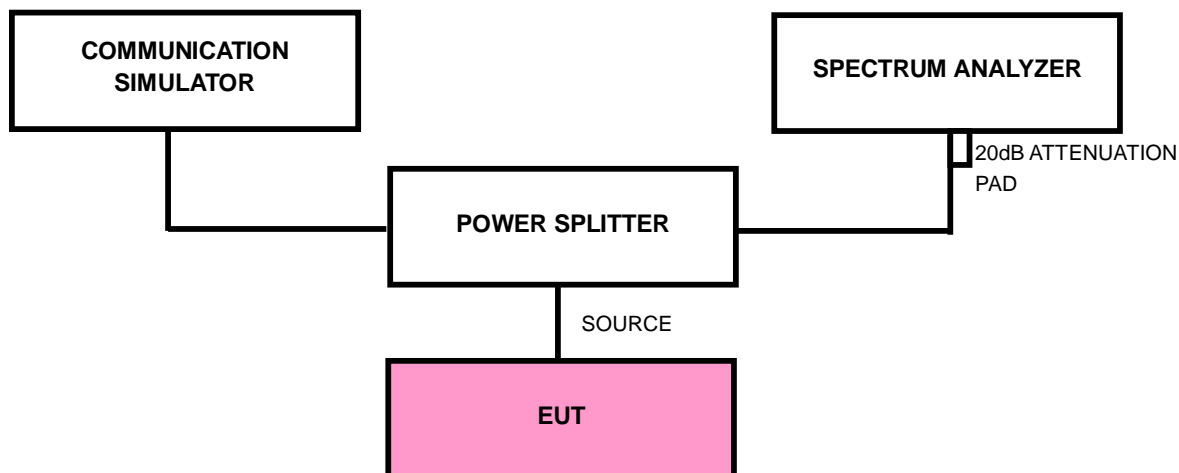 COMMUNICATION
SIMULATOR
SPECTRUM ANALYZER
20dB ATTENUATION
PAD
POWER SPLITTER
SOURCE
EUT